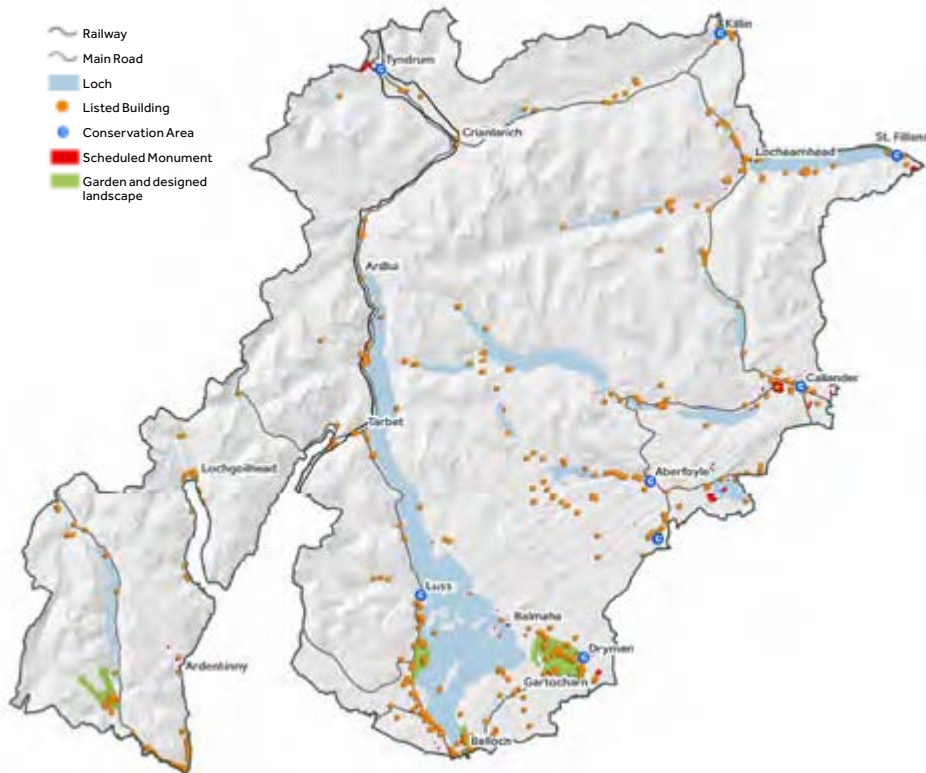 Railway
Main Road
Loch
Listed Building
Conservation Area
Scheduled Monument
Garden and designed
landscape
Killin
C
Tyndrum
C
Crianlarich
St. Fillans
C
Lochearnhead
Ardlui
Callander
C
C
Tarbet
Lochgoilhead
Aberfoyle
C
C
Luss
C
Balmaha
Drymen
C
Ardentinny
Gartocharn
Balloch